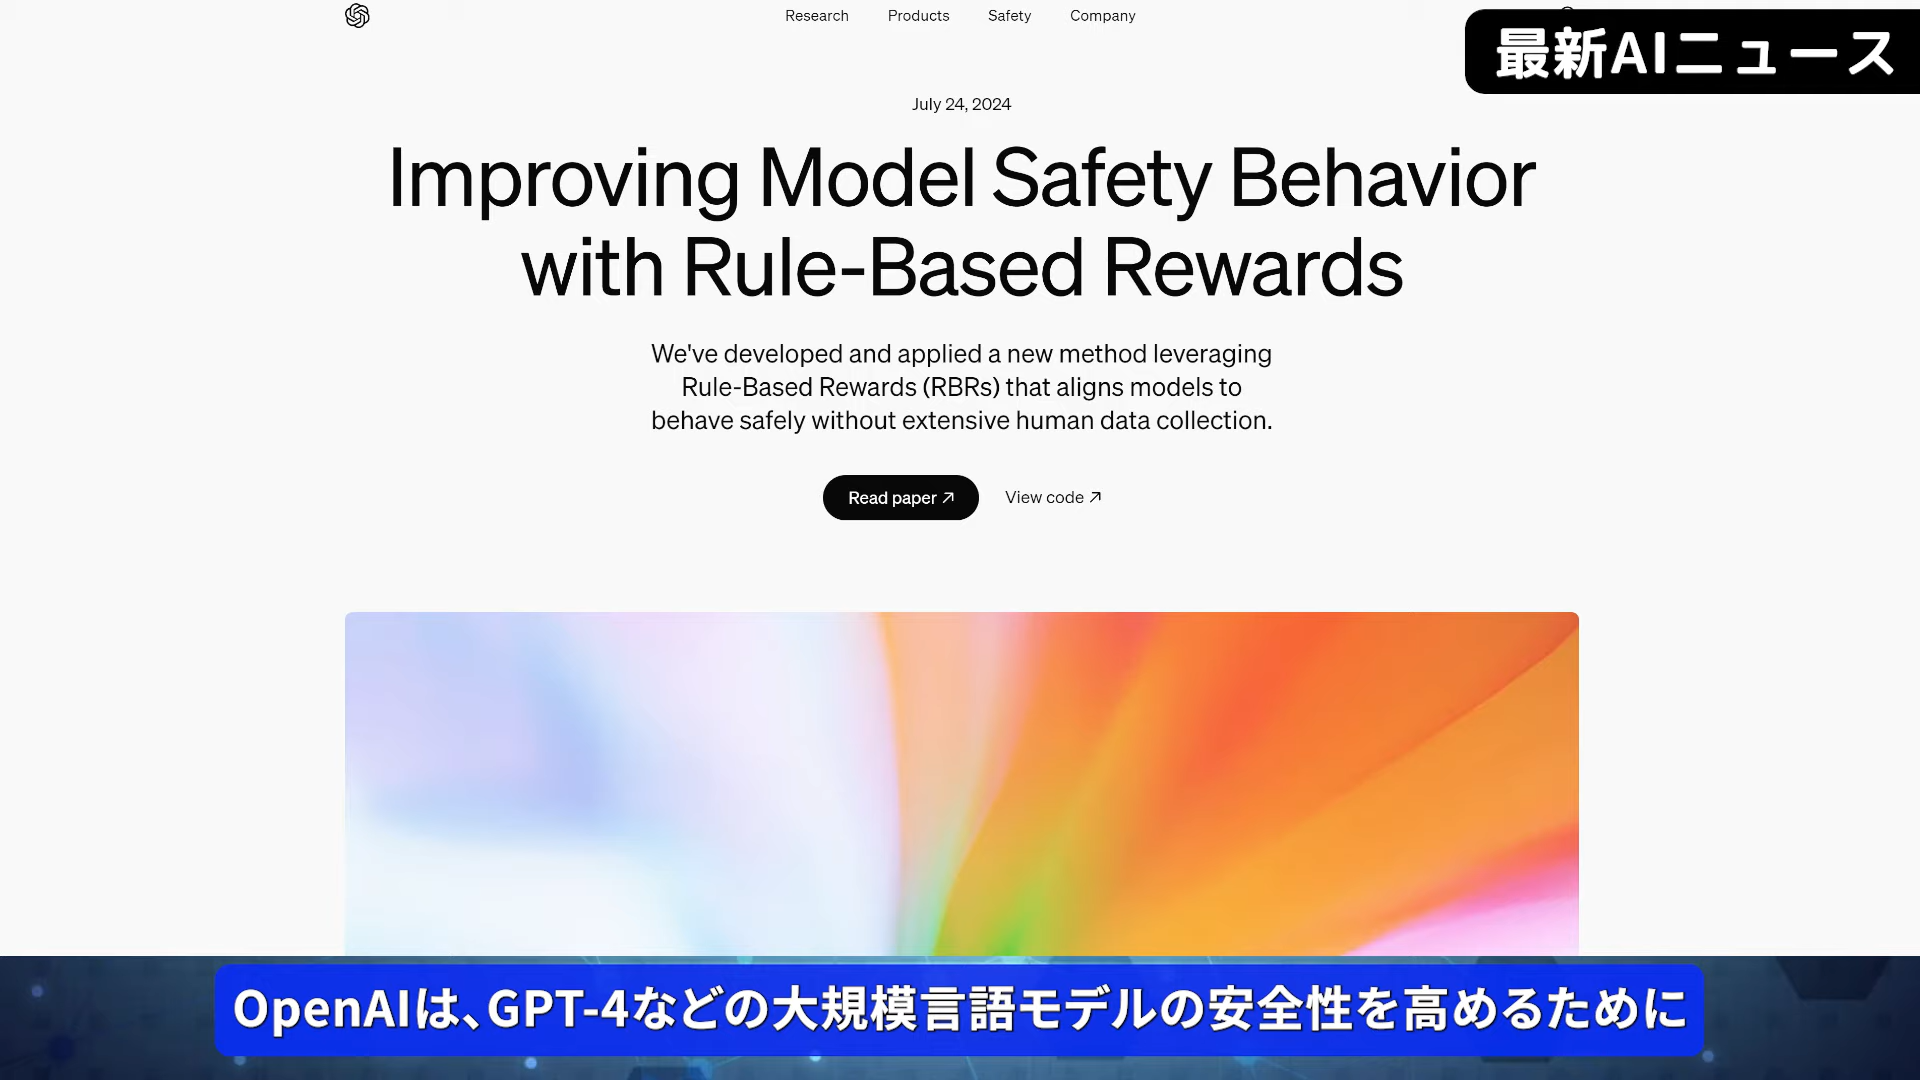 Research Products Safety Company
最新AIニュース
July 24, 2024
Improving Model Safety Behavior
with Rule-Based Rewards
We've developed and applied a new method leveraging
Rule-Based Rewards (RBRs) that aligns models to
behave safely without extensive human data collection.
Read paper ↗ View code ↗
OpenAIは、GPT-4などの大規模言語モデルの安全性を高めるために